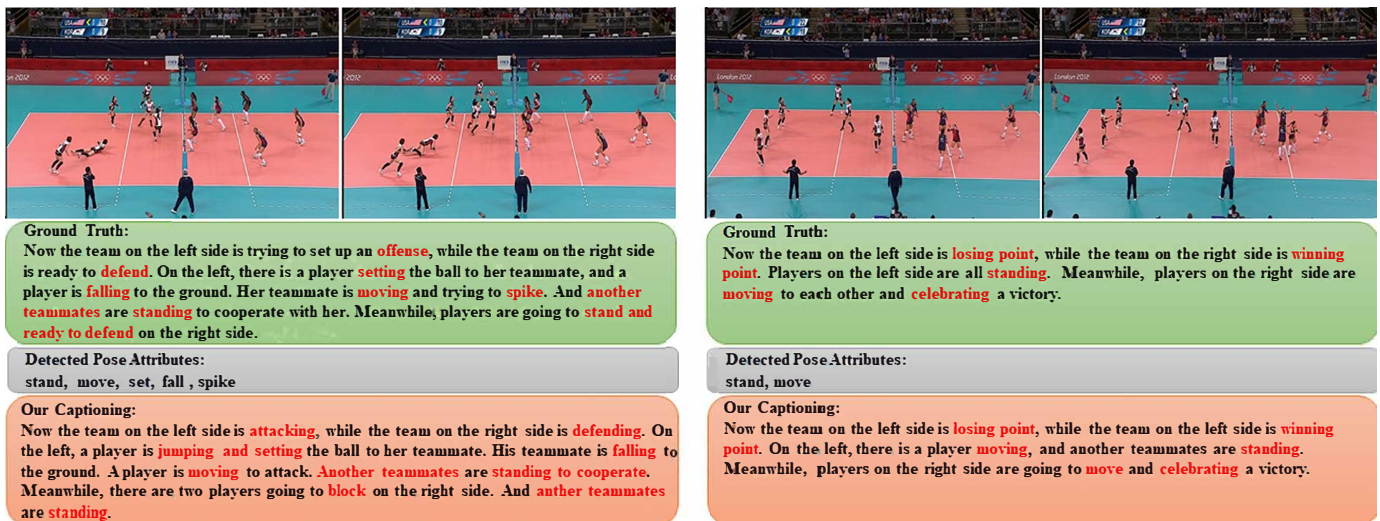 USA
KOR
London 2012
Ground Truth:
Now the team on the left side is trying to set up an offense, while the team on the right side
is ready to defend. On the left, there is a player setting the ball to her teammate, and a
player is falling to the ground. Her teammate is moving and trying to spike. And another
teammates are standing to cooperate with her. Meanwhile, players are going to stand and
ready to defend on the right side.
Detected Pose Attributes:
stand, move, set, fall , spike
Our Captioning:
Now the team on the left side is attacking, while the team on the right side is defending. On
the left, a player is jumping and setting the ball to her teammate. His teammate is falling to
the ground. A player is moving to attack. Another teammates are standing to cooperate.
Meanwhile, there are two players going to block on the right side. And anther teammates
are standing.
USA
KOR
London 2012
Ground Truth:
Now the team on the left side is losing point, while the team on the right side is winning
point. Players on the left side are all standing. Meanwhile, players on the right side are
moving to each other and celebrating a victory.
Detected Pose Attributes:
stand, move
Our Captioning:
Now the team on the left side is losing point, while the team on the left side is winning
point. On the left, there is a player moving, and another teammates are standing.
Meanwhile, players on the right side are going to move and celebrating a victory.